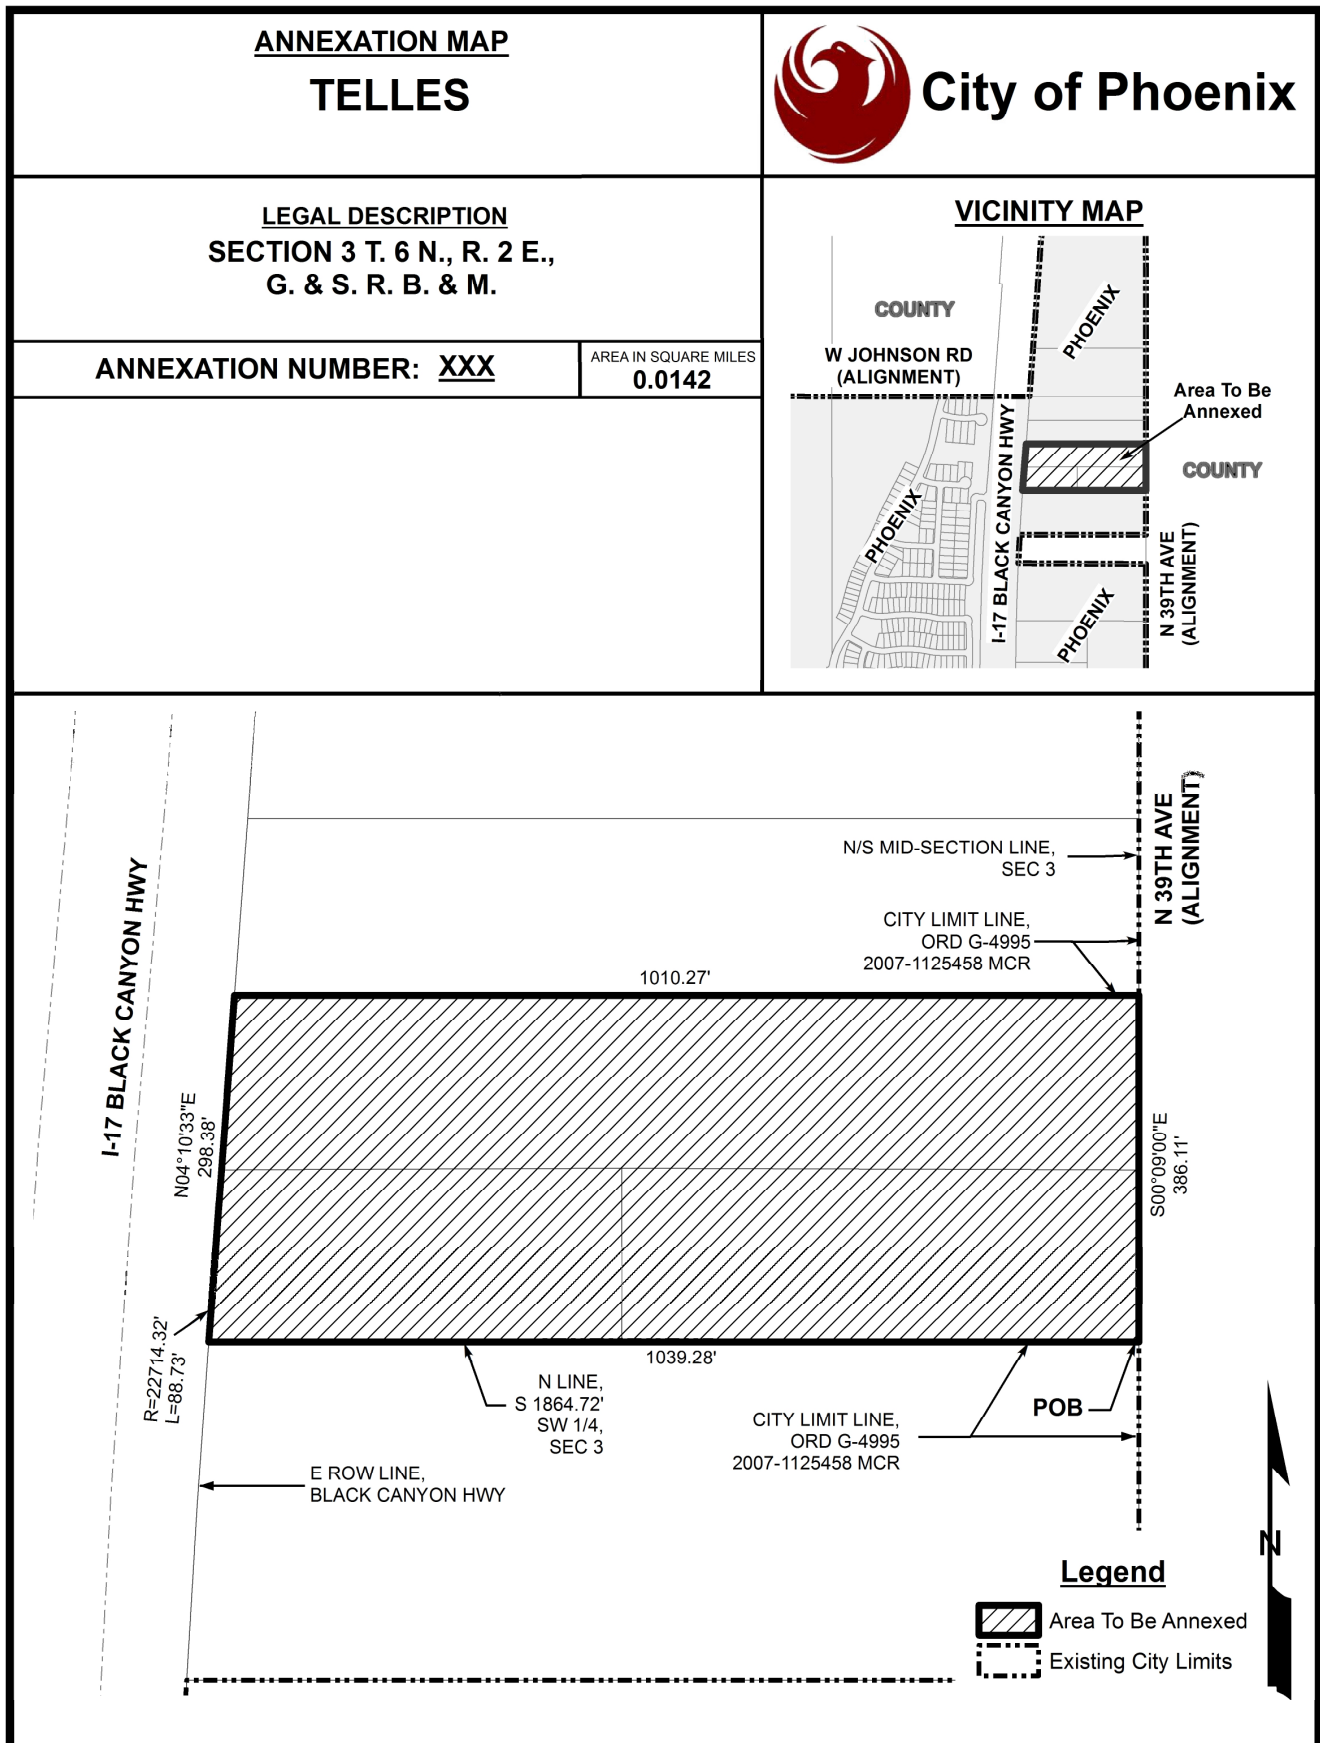 ANNEXATION MAP
TELLES
City of Phoenix
LEGAL DESCRIPTION
SECTION 3 T. 6 N., R. 2 E.,
G. & S. R. B. & M.
ANNEXATION NUMBER: XXX
AREA IN SQUARE MILES
0.0142
VICINITY MAP
COUNTY
PHOENIX
W JOHNSON RD
(ALIGNMENT)
Area To Be
Annexed
I-17 BLACK CANYON HWY
COUNTY
PHOENIX
N 39TH AVE
(ALIGNMENT)
PHOENIX
N 39TH AVE
(ALIGNMENT)
N/S MID-SECTION LINE,
SEC 3
I-17 BLACK CANYON HWY
CITY LIMIT LINE,
ORD G-4995
2007-1125458 MCR
1010.27'
N04°10'33"E
298.38'
S00°09'00"E
386.11'
R=22714.32'
L=88.73'
1039.28'
N LINE,
S 1864.72'
SW 1/4,
SEC 3
POB
CITY LIMIT LINE,
ORD G-4995
2007-1125458 MCR
E ROW LINE,
BLACK CANYON HWY
N
Legend
Area To Be Annexed
Existing City Limits